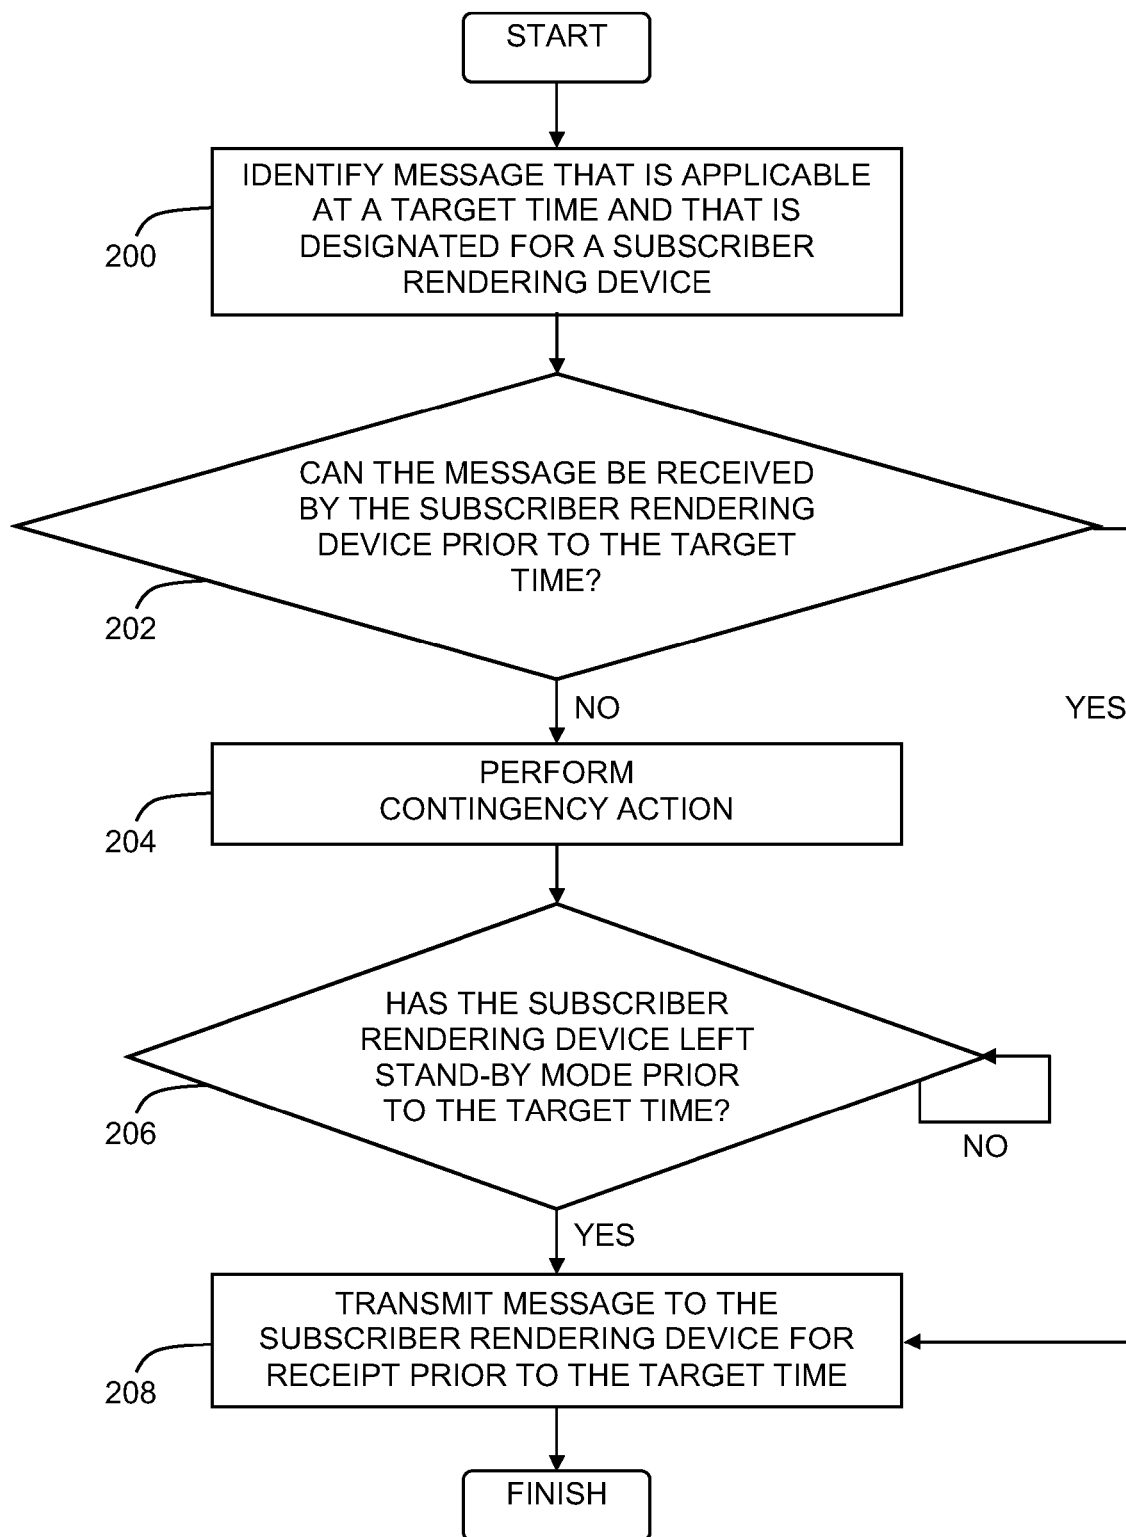 START
IDENTIFY MESSAGE THAT IS APPLICABLE
AT A TARGET TIME AND THAT IS
DESIGNATED FOR A SUBSCRIBER
RENDERING DEVICE
200
CAN THE MESSAGE BE RECEIVED
BY THE SUBSCRIBER RENDERING
DEVICE PRIOR TO THE TARGET
TIME?
202
NO
YES
PERFORM
CONTINGENCY ACTION
204
HAS THE SUBSCRIBER
RENDERING DEVICE LEFT
STAND-BY MODE PRIOR
TO THE TARGET TIME?
206
NO
YES
TRANSMIT MESSAGE TO THE
SUBSCRIBER RENDERING DEVICE FOR
RECEIPT PRIOR TO THE TARGET TIME
208
FINISH